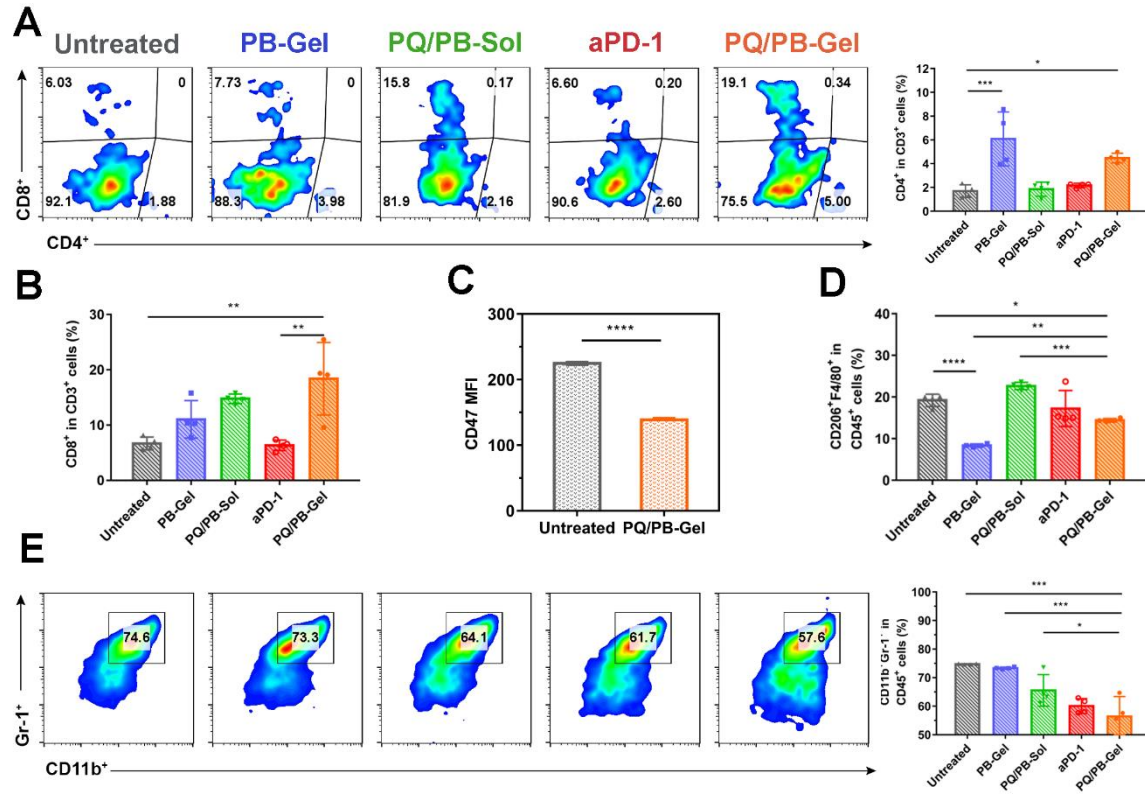 A
Untreated PB-Gel PQ/PB-Sol aPD-1 PQ/PB-Gel
6.03 0 7.73 0 15.8 0.17 6.60 0.20 19.1 0.34
92.1 1.88 88.3 3.98 81.9 2.16 90.6 2.60 75.5 5.00
CD8⁺
CD4⁺
CD4⁺ in CD3⁺ cells (%)
12
10
8
6
4
2
0
*
***
Untreated
PB-Gel
PQ/PB-Sol
aPD-1
PQ/PB-Gel
B
CD8⁺ in CD3⁺ cells (%)
30
20
10
0
**
**
Untreated
PB-Gel
PQ/PB-Sol
aPD-1
PQ/PB-Gel
C
CD47 MFI
300
200
100
0
****
Untreated PQ/PB-Gel
D
CD206⁺F4/80⁺ in
CD45⁺ cells (%)
40
30
20
10
0
*
**
***
****
Untreated
PB-Gel
PQ/PB-Sol
aPD-1
PQ/PB-Gel
E
74.6 73.3 64.1 61.7 57.6
Gr-1⁺
CD11b⁺
CD11b⁺Gr-1⁺ in
CD45⁺ cells (%)
100
90
80
70
60
50
***
***
*
Untreated
PB-Gel
PQ/PB-Sol
aPD-1
PQ/PB-Gel